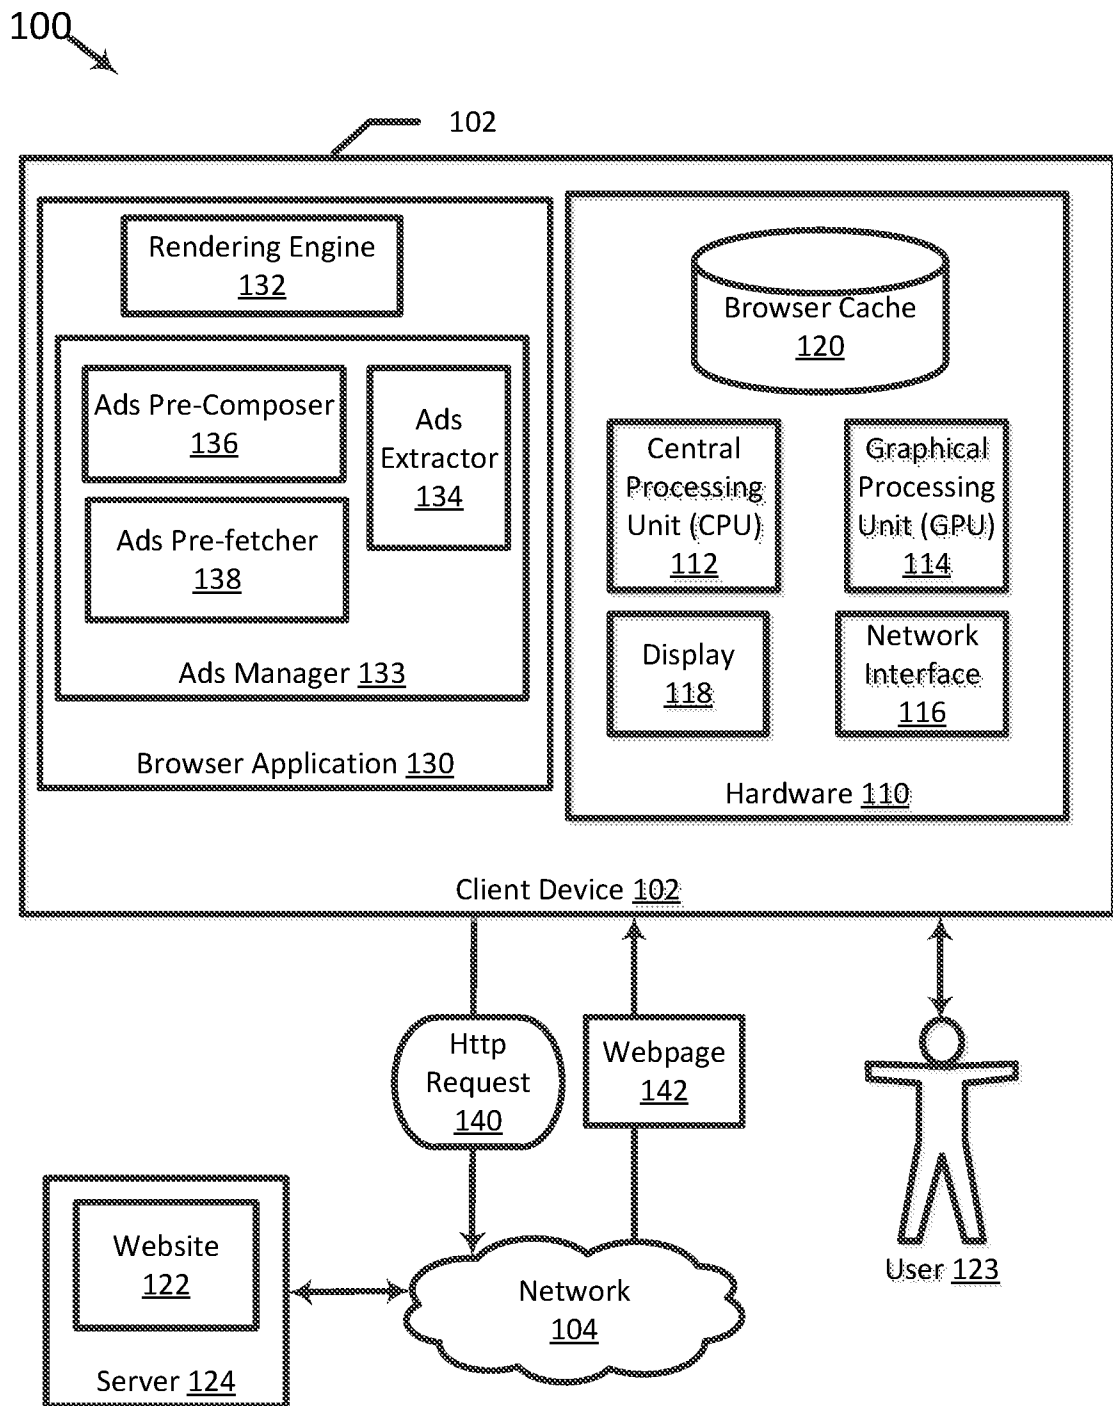 100
102
Rendering Engine
132
Ads Pre-Composer
136
Ads
Extractor
134
Ads Pre-fetcher
138
Ads Manager 133
Browser Application 130
Browser Cache
120
Central
Processing
Unit (CPU)
112
Graphical
Processing
Unit (GPU)
114
Display
118
Network
Interface
116
Hardware 110
Client Device 102
Http
Request
140
Webpage
142
User 123
Website
122
Server 124
Network
104